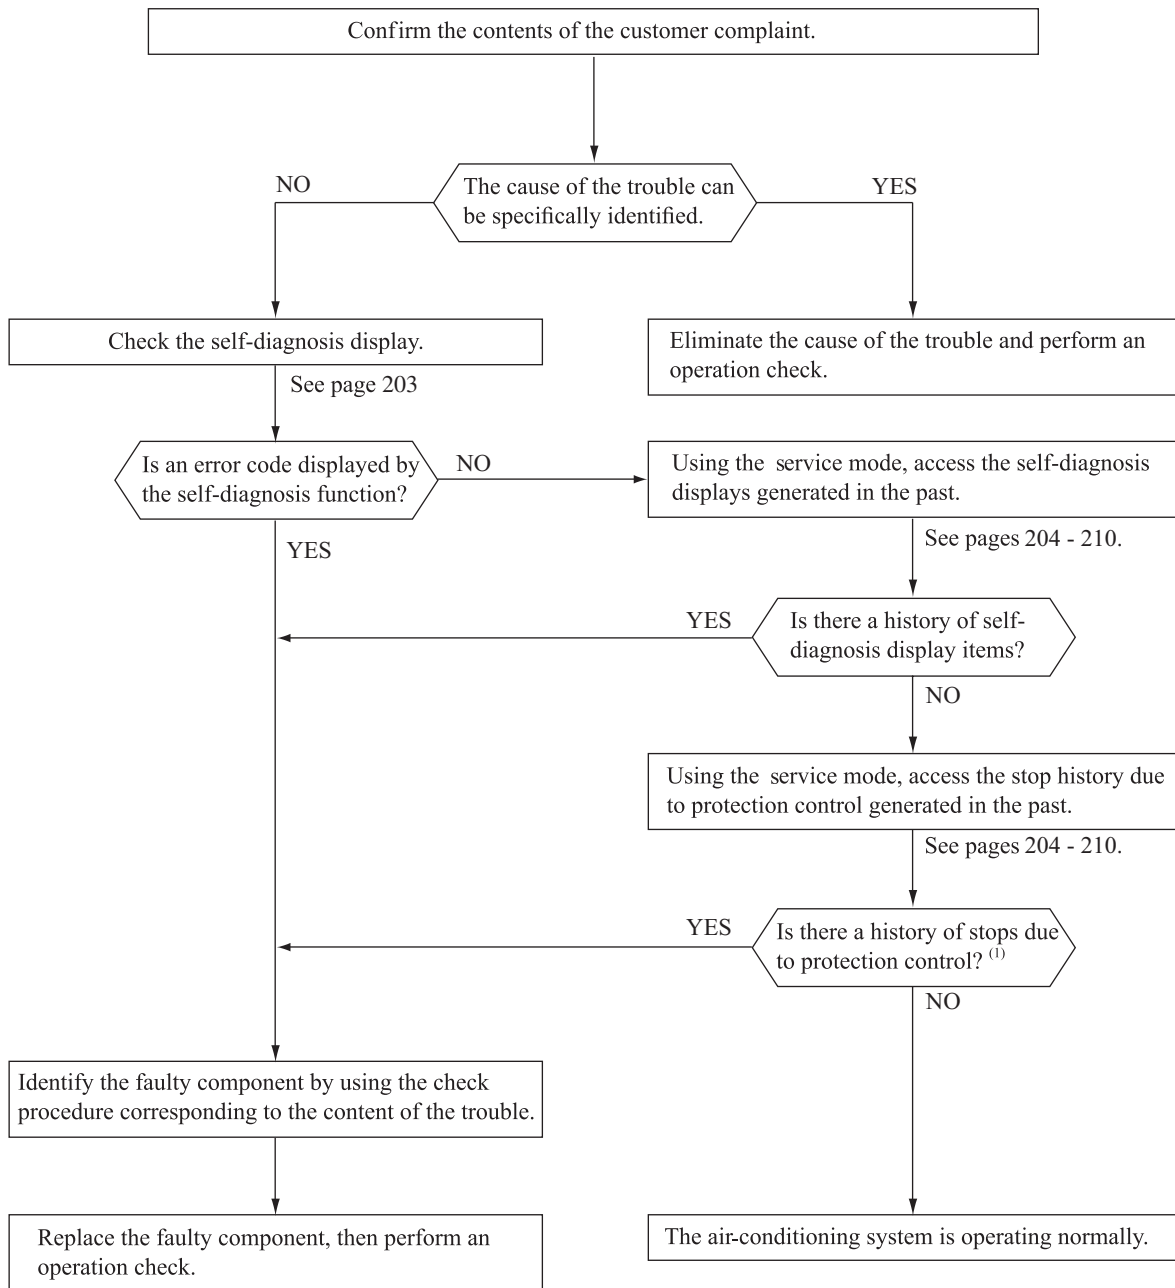 Confirm the contents of the customer complaint.
NO
The cause of the trouble can
be specifically identified.
YES
Check the self-diagnosis display.
See page 203
Eliminate the cause of the trouble and perform an
operation check.
Is an error code displayed by
the self-diagnosis function?
NO
YES
Using the service mode, access the self-diagnosis
displays generated in the past.
See pages 204 - 210.
YES
Is there a history of self-
diagnosis display items?
NO
Using the service mode, access the stop history due
to protection control generated in the past.
See pages 204 - 210.
YES
Is there a history of stops due
to protection control? (1)
NO
Identify the faulty component by using the check
procedure corresponding to the content of the trouble.
Replace the faulty component, then perform an
operation check.
The air-conditioning system is operating normally.